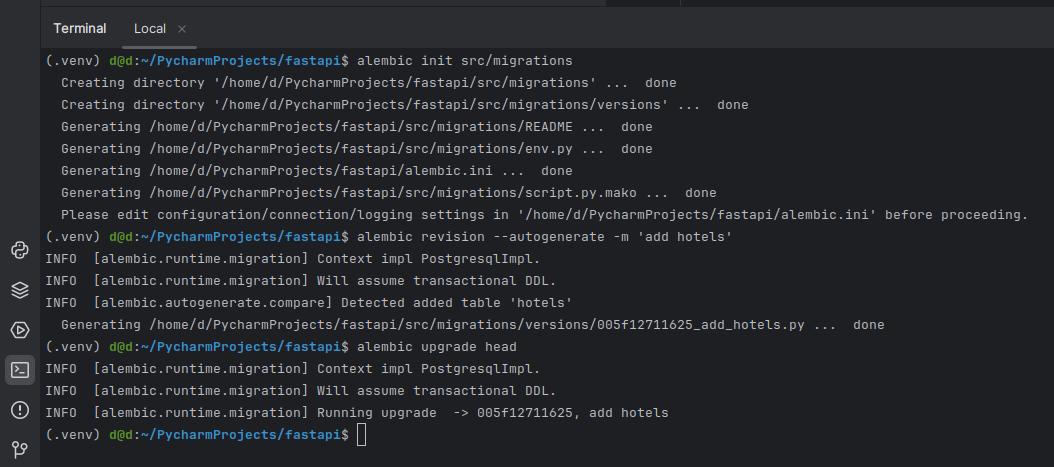 Terminal Local ×
(.venv) d@d:~/PycharmProjects/fastapi$ alembic init src/migrations
  Creating directory '/home/d/PycharmProjects/fastapi/src/migrations' ...  done
  Creating directory '/home/d/PycharmProjects/fastapi/src/migrations/versions' ...  done
  Generating /home/d/PycharmProjects/fastapi/src/migrations/README ...  done
  Generating /home/d/PycharmProjects/fastapi/src/migrations/env.py ...  done
  Generating /home/d/PycharmProjects/fastapi/alembic.ini ...  done
  Generating /home/d/PycharmProjects/fastapi/src/migrations/script.py.mako ...  done
  Please edit configuration/connection/logging settings in '/home/d/PycharmProjects/fastapi/alembic.ini' before proceeding.
(.venv) d@d:~/PycharmProjects/fastapi$ alembic revision --autogenerate -m 'add hotels'
INFO  [alembic.runtime.migration] Context impl PostgresqlImpl.
INFO  [alembic.runtime.migration] Will assume transactional DDL.
INFO  [alembic.autogenerate.compare] Detected added table 'hotels'
  Generating /home/d/PycharmProjects/fastapi/src/migrations/versions/005f12711625_add_hotels.py ...  done
(.venv) d@d:~/PycharmProjects/fastapi$ alembic upgrade head
INFO  [alembic.runtime.migration] Context impl PostgresqlImpl.
INFO  [alembic.runtime.migration] Will assume transactional DDL.
INFO  [alembic.runtime.migration] Running upgrade  -> 005f12711625, add hotels
(.venv) d@d:~/PycharmProjects/fastapi$